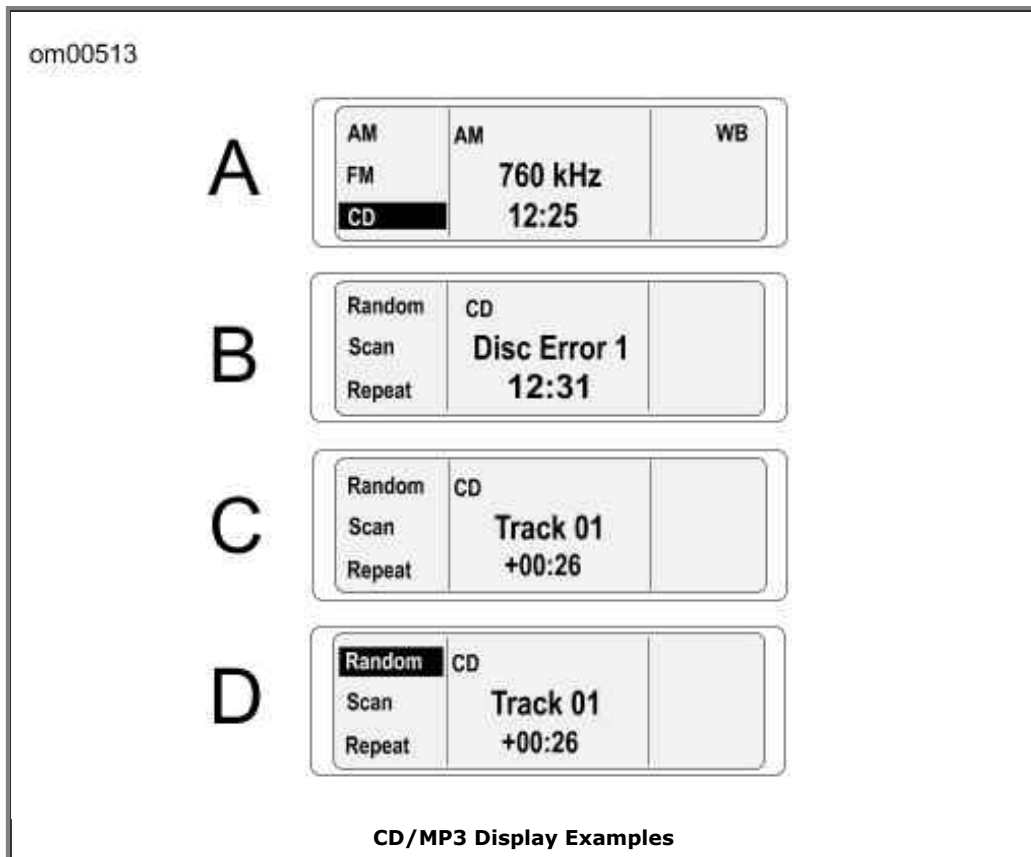 om00513
A
AM AM WB
FM 760 kHz
CD 12:25
B
Random CD
Scan Disc Error 1
Repeat 12:31
C
Random CD
Scan Track 01
Repeat +00:26
D
Random CD
Scan Track 01
Repeat +00:26
CD/MP3 Display Examples